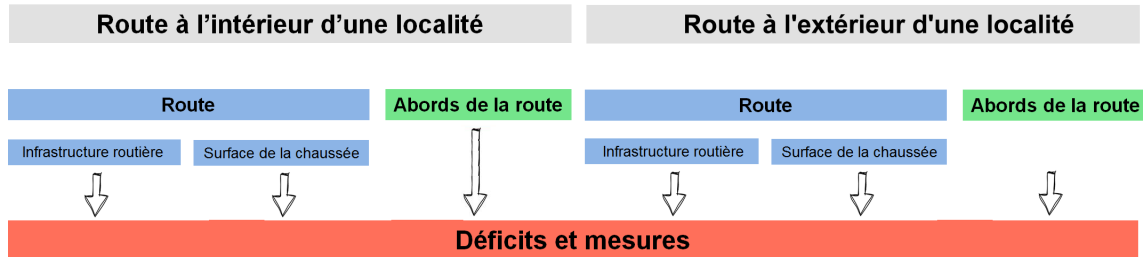 Route à l’intérieur d’une localité
Route à l'extérieur d'une localité
Route
Abords de la route
Route
Abords de la route
Infrastructure routière
Surface de la chaussée
Infrastructure routière
Surface de la chaussée
Déficits et mesures